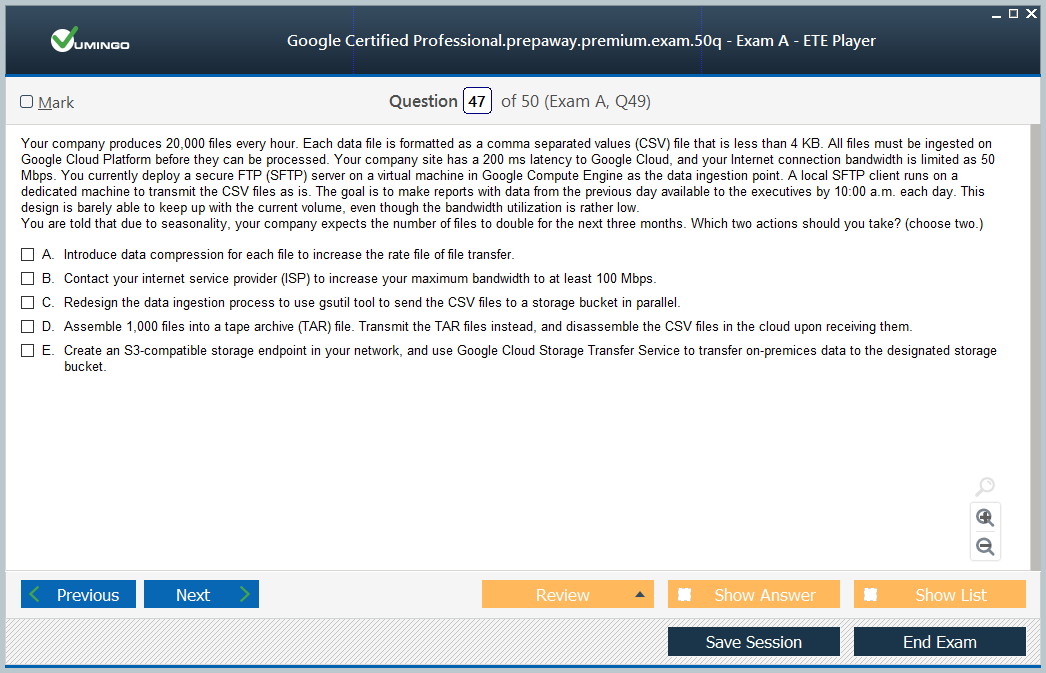 VUMINGO
Google Certified Professional.prepaway.premium.exam.50q - Exam A - ETE Player
Mark
Question 47 of 50 (Exam A, Q49)
Your company produces 20,000 files every hour. Each data file is formatted as a comma separated values (CSV) file that is less than 4 KB. All files must be ingested on
Google Cloud Platform before they can be processed. Your company site has a 200 ms latency to Google Cloud, and your Internet connection bandwidth is limited as 50
Mbps. You currently deploy a secure FTP (SFTP) server on a virtual machine in Google Compute Engine as the data ingestion point. A local SFTP client runs on a
dedicated machine to transmit the CSV files as is. The goal is to make reports with data from the previous day available to the executives by 10:00 a.m. each day. This
design is barely able to keep up with the current volume, even though the bandwidth utilization is rather low.
You are told that due to seasonality, your company expects the number of files to double for the next three months. Which two actions should you take? (choose two.)
A. Introduce data compression for each file to increase the rate file of file transfer.
B. Contact your internet service provider (ISP) to increase your maximum bandwidth to at least 100 Mbps.
C. Redesign the data ingestion process to use gsutil tool to send the CSV files to a storage bucket in parallel.
D. Assemble 1,000 files into a tape archive (TAR) file. Transmit the TAR files instead, and disassemble the CSV files in the cloud upon receiving them.
E. Create an S3-compatible storage endpoint in your network, and use Google Cloud Storage Transfer Service to transfer on-premices data to the designated storage
bucket.
Previous Next Review Show Answer Show List
Save Session End Exam